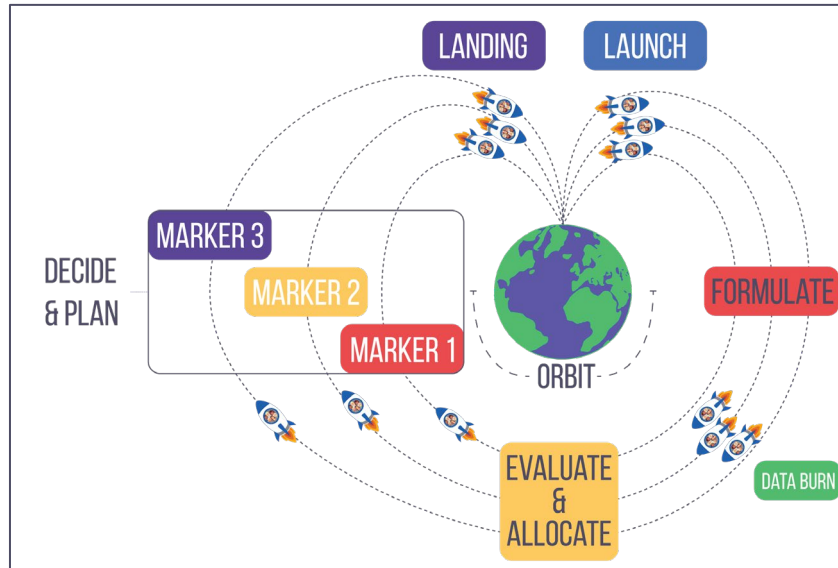 LANDING
LAUNCH
MARKER 3
DECIDE
& PLAN
MARKER 2
FORMULATE
MARKER 1
ORBIT
EVALUATE
&
ALLOCATE
DATA BURN